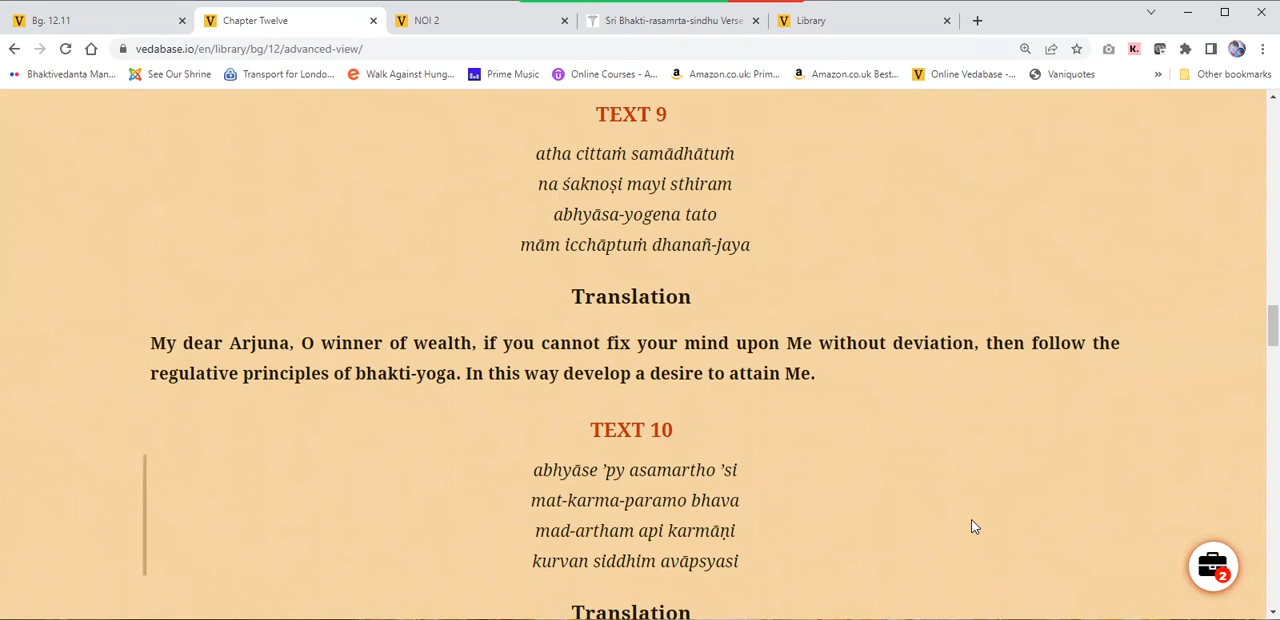 Bg. 12.11
Chapter Twelve
NOI 2
Sri Bhakti-rasamrta-sindhu Verse
Library
vedabase.io/en/library/bg/12/advanced-view/
Bhaktivedanta Man...
See Our Shrine
Transport for Londo...
Walk Against Hung...
Prime Music
Online Courses - A...
Amazon.co.uk: Prim...
Amazon.co.uk Best...
Online Vedabase -...
Vaniquotes
Other bookmarks
TEXT 9
atha cittaṁ samādhātuṁ
na śaknoṣi mayi sthiram
abhyāsa-yogena tato
mām icchāptuṁ dhanañ-jaya
Translation
My dear Arjuna, O winner of wealth, if you cannot fix your mind upon Me without deviation, then follow the
regulative principles of bhakti-yoga. In this way develop a desire to attain Me.
TEXT 10
abhyāse ’py asamartho ’si
mat-karma-paramo bhava
mad-artham api karmāṇi
kurvan siddhim avāpsyasi
Translation
2